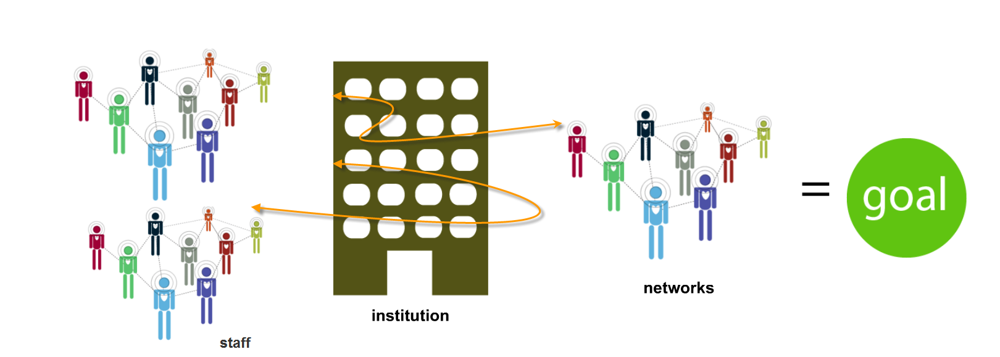 staff
institution
networks
=
goal